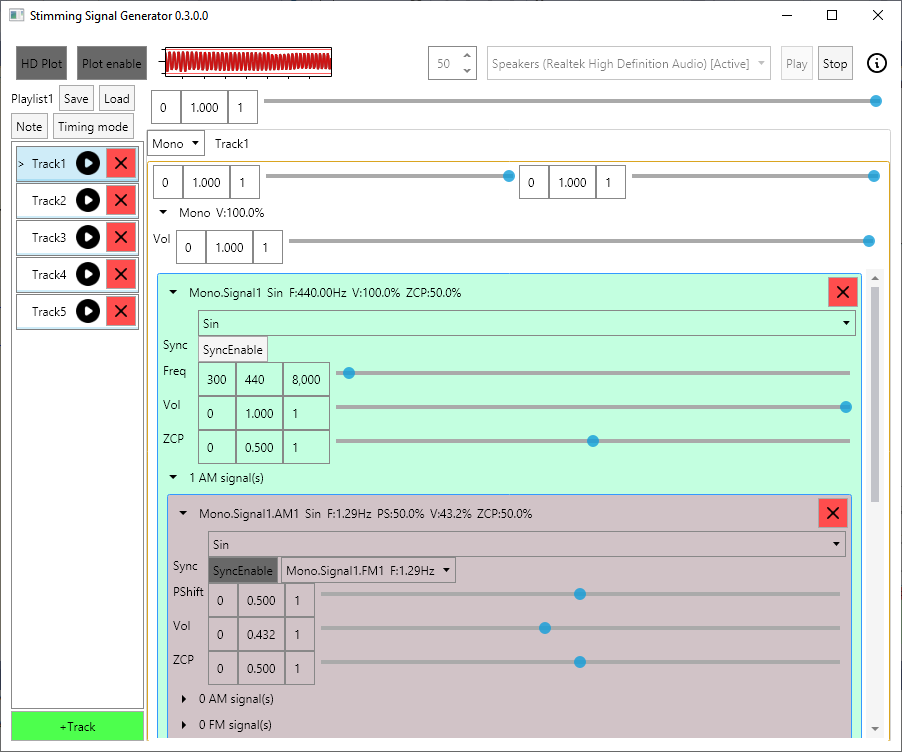 Stimming Signal Generator 0.3.0.0
HD Plot Plot enable 50 Speakers (Realtek High Definition Audio) [Active] Play Stop
Playlist1 Save Load 0 1.000 1
Note Timing mode
Mono Track1
> Track1
0 1.000 1 0 1.000 1
Track2
Mono V:100.0%
Track3
Vol 0 1.000 1
Track4
Mono.Signal1 Sin F:440.00Hz V:100.0% ZCP:50.0%
Track5
Sin
Sync SyncEnable
Freq 300 440 8,000
Vol 0 1.000 1
ZCP 0 0.500 1
1 AM signal(s)
Mono.Signal1.AM1 Sin F:1.29Hz PS:50.0% V:43.2% ZCP:50.0%
Sin
Sync SyncEnable Mono.Signal1.FM1 F:1.29Hz
PShift 0 0.500 1
Vol 0 0.432 1
ZCP 0 0.500 1
0 AM signal(s)
0 FM signal(s)
+Track